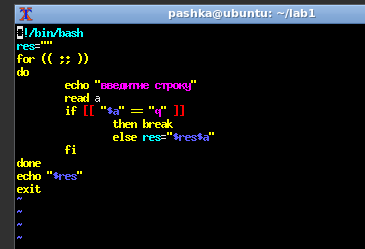 pashka@ubuntu: ~/lab1
#!/bin/bash
res=""
for (( ;; ))
do
echo "введитие строку"
read a
if [[ "$a" == "q" ]]
then break
else res="$res$a"
fi
done
echo "$res"
exit
~
~
~
~